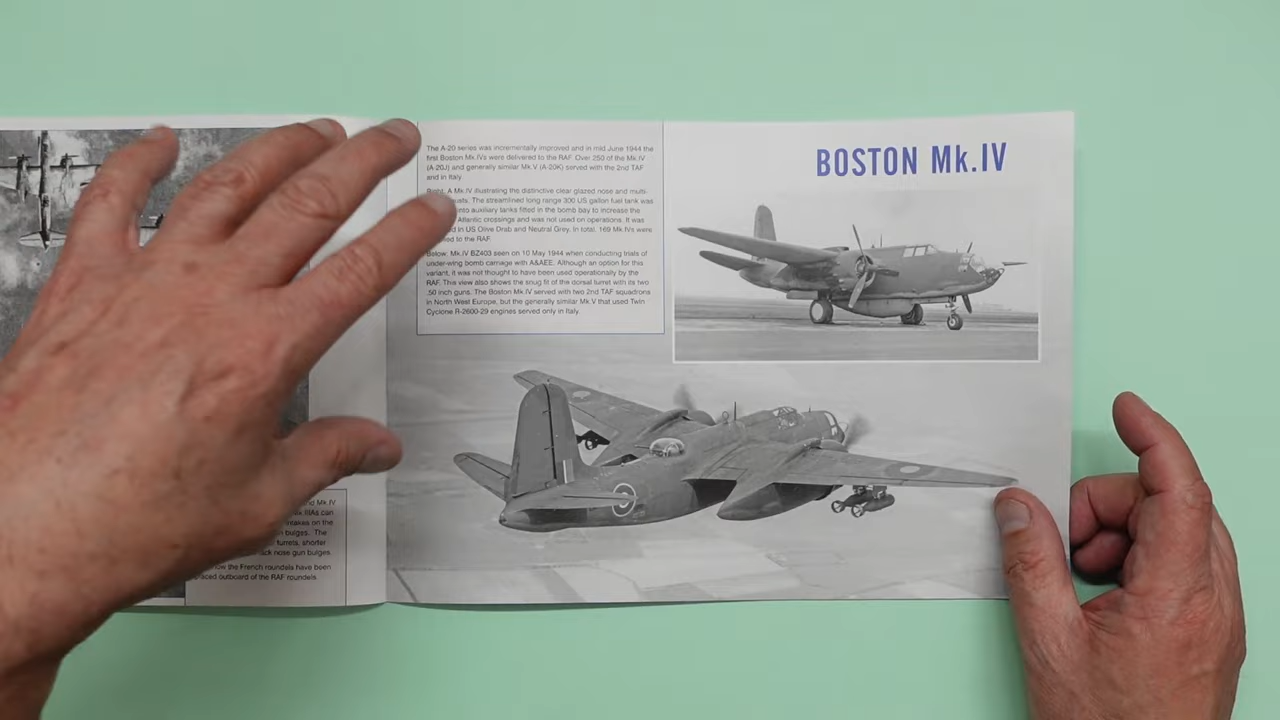 BOSTON Mk.IV
The A-20 series was incrementally improved and in mid June 1944 the
first Boston Mk.IVs were delivered to the RAF. Over 250 of the Mk.IV
(A-20J) and generally similar Mk.V (A-20K) served with the 2nd TAF
and in Italy
Right: A Mk.IV illustrating the distinctive clear glazed nose and multi-
The streamlined long range 300 US gallon fuel tank was
into auxiliary tanks fitted in the bomb bay to increase the
Atlantic crossings and was not used on operations. It was
in US Olive Drab and Neutral Grey. In total, 169 Mk.IVs were
to the RAF
Below: Mk.IV BZ403 seen on 10 May 1944 when conducting trials of
under-wing bomb carriage with A&AEE. Although an option for this
variant, it was not thought to have been used operationally by the
RAF. This view also shows the snug fit of the dorsal turret with its two
.50 inch guns. The Boston Mk.IV served with two 2nd TAF squadrons
in North West Europe, but the generally similar Mk.V that used Twin
Cyclone R-2600-29 engines served only in Italy.
Mk.IV
IIIAs can
on the
bulges. The
turrets, shorter
nose gun bulges.
how the French roundels have been
outboard of the RAF roundels.